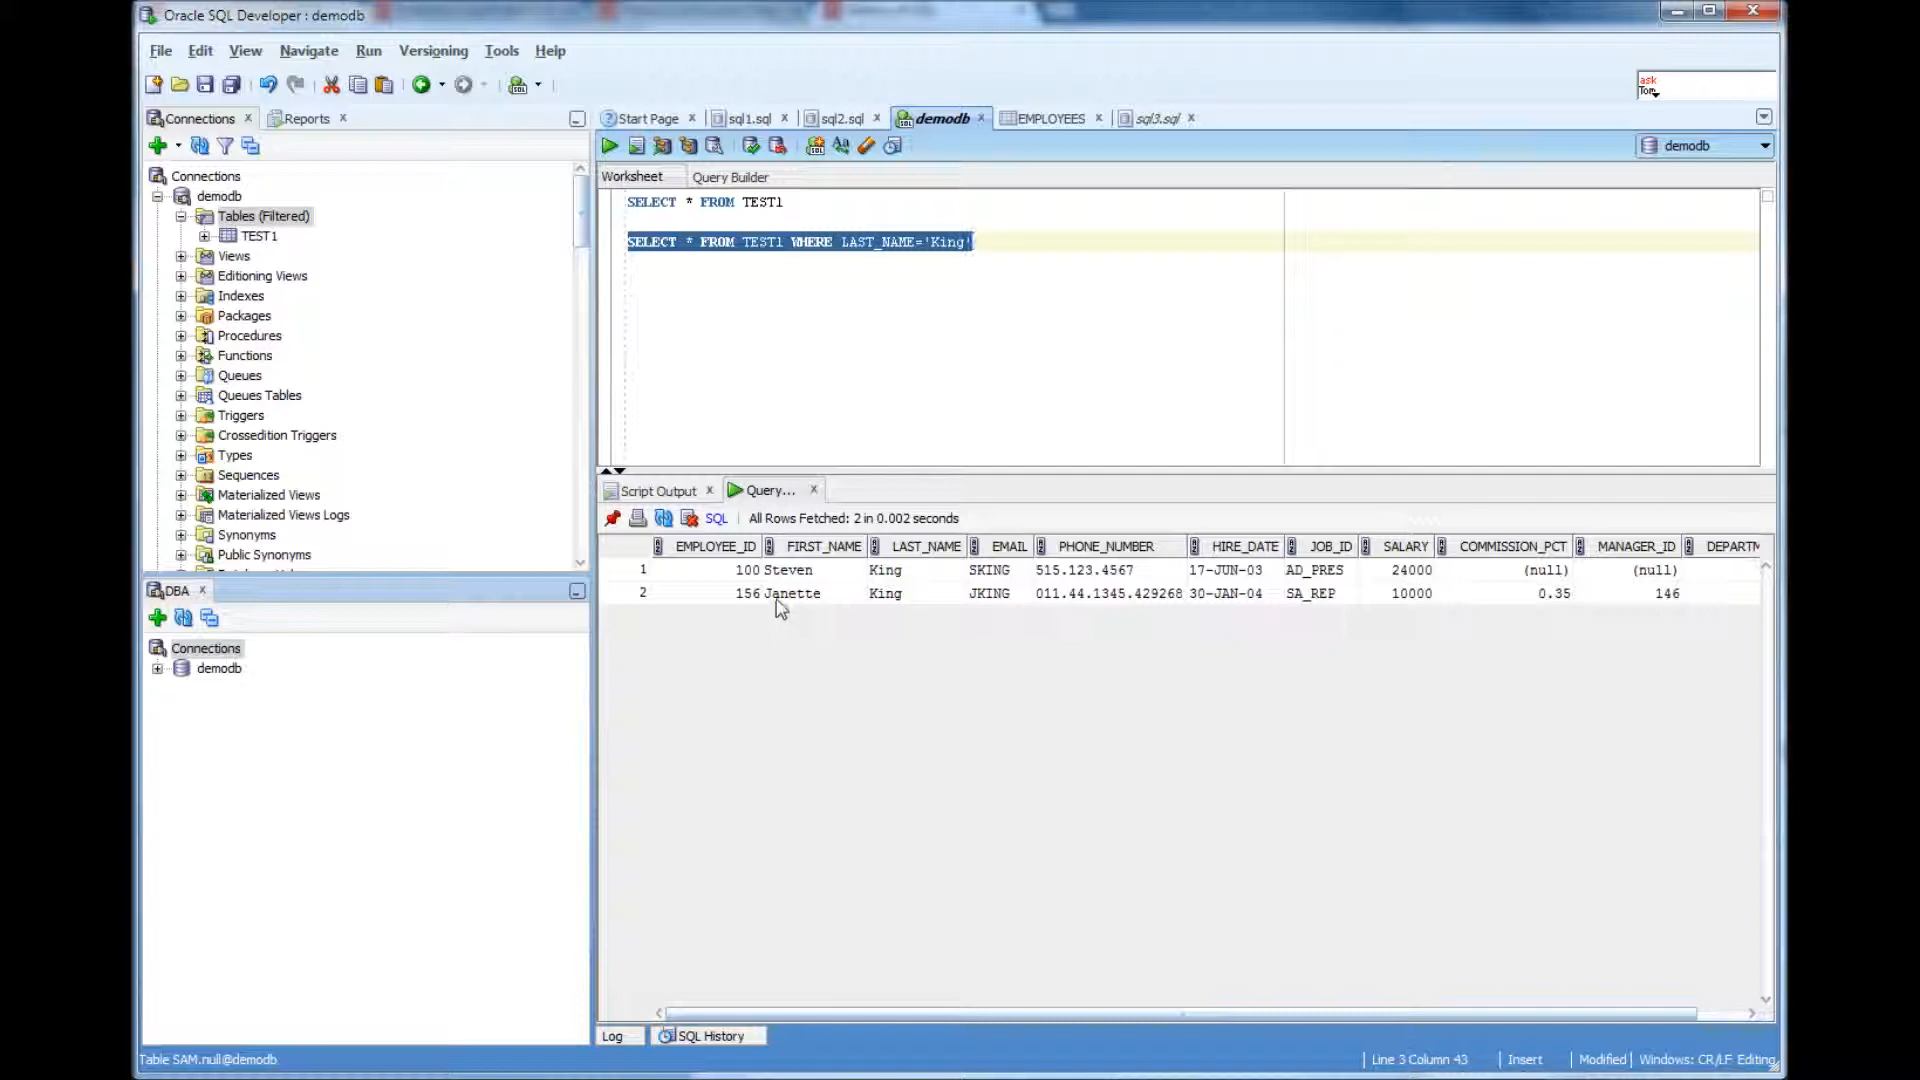 Oracle SQL Developer : demodb
File Edit View Navigate Run Versioning Tools Help
ask
Tom
Connections Reports
Start Page sql1.sql sql2.sql demodb EMPLOYEES sql3.sql
demodb
Worksheet Query Builder
Connections
demodb
Tables (Filtered)
TEST1
Views
Editioning Views
Indexes
Packages
Procedures
Functions
Queues
Queues Tables
Triggers
Crossedition Triggers
Types
Sequences
Materialized Views
Materialized Views Logs
Synonyms
Public Synonyms
SELECT * FROM TEST1
SELECT * FROM TEST1 WHERE LAST_NAME='King'
Script Output Query...
SQL All Rows Fetched: 2 in 0.002 seconds
EMPLOYEE_ID FIRST_NAME LAST_NAME EMAIL PHONE_NUMBER HIRE_DATE JOB_ID SALARY COMMISSION_PCT MANAGER_ID
1 100 Steven King SKING 515.123.4567 17-JUN-03 AD_PRES 24000 (null) (null)
2 156 Janette King JKING 011.44.1345.429268 30-JAN-04 SA_REP 10000 0.35 146
DBA
Connections
demodb
Log SQL History
Table SAM.null@demodb
Line 3 Column 43 Insert Modified Windows: CR/LF Editing